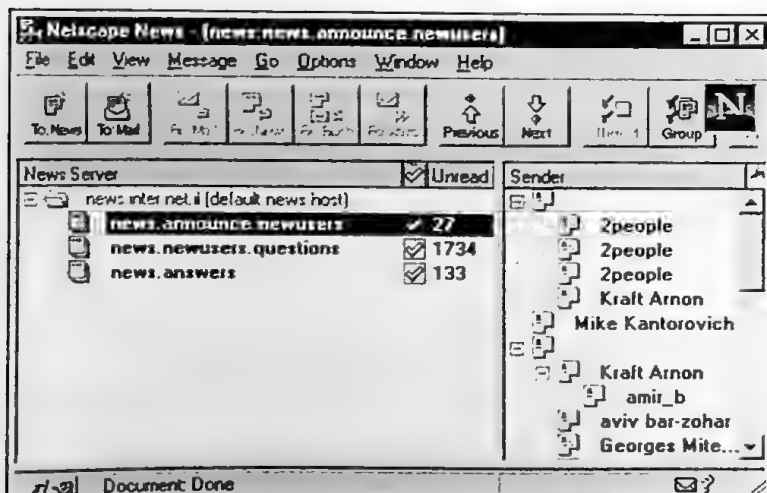 Netscape News - [news:news.announce.newusers]
File Edit View Message Go Options Window Help
To: News To: Mail Previous Next Group N
News Server Unread Sender
news.inter.net.il (default news host)
news.announce.newusers 27
news.newusers.questions 1734
news.answers 133
2people
2people
2people
Kraft Arnon
Mike Kantorovich
Kraft Arnon
amir_b
aviv bar-zohar
Georges Mite...
Document: Done